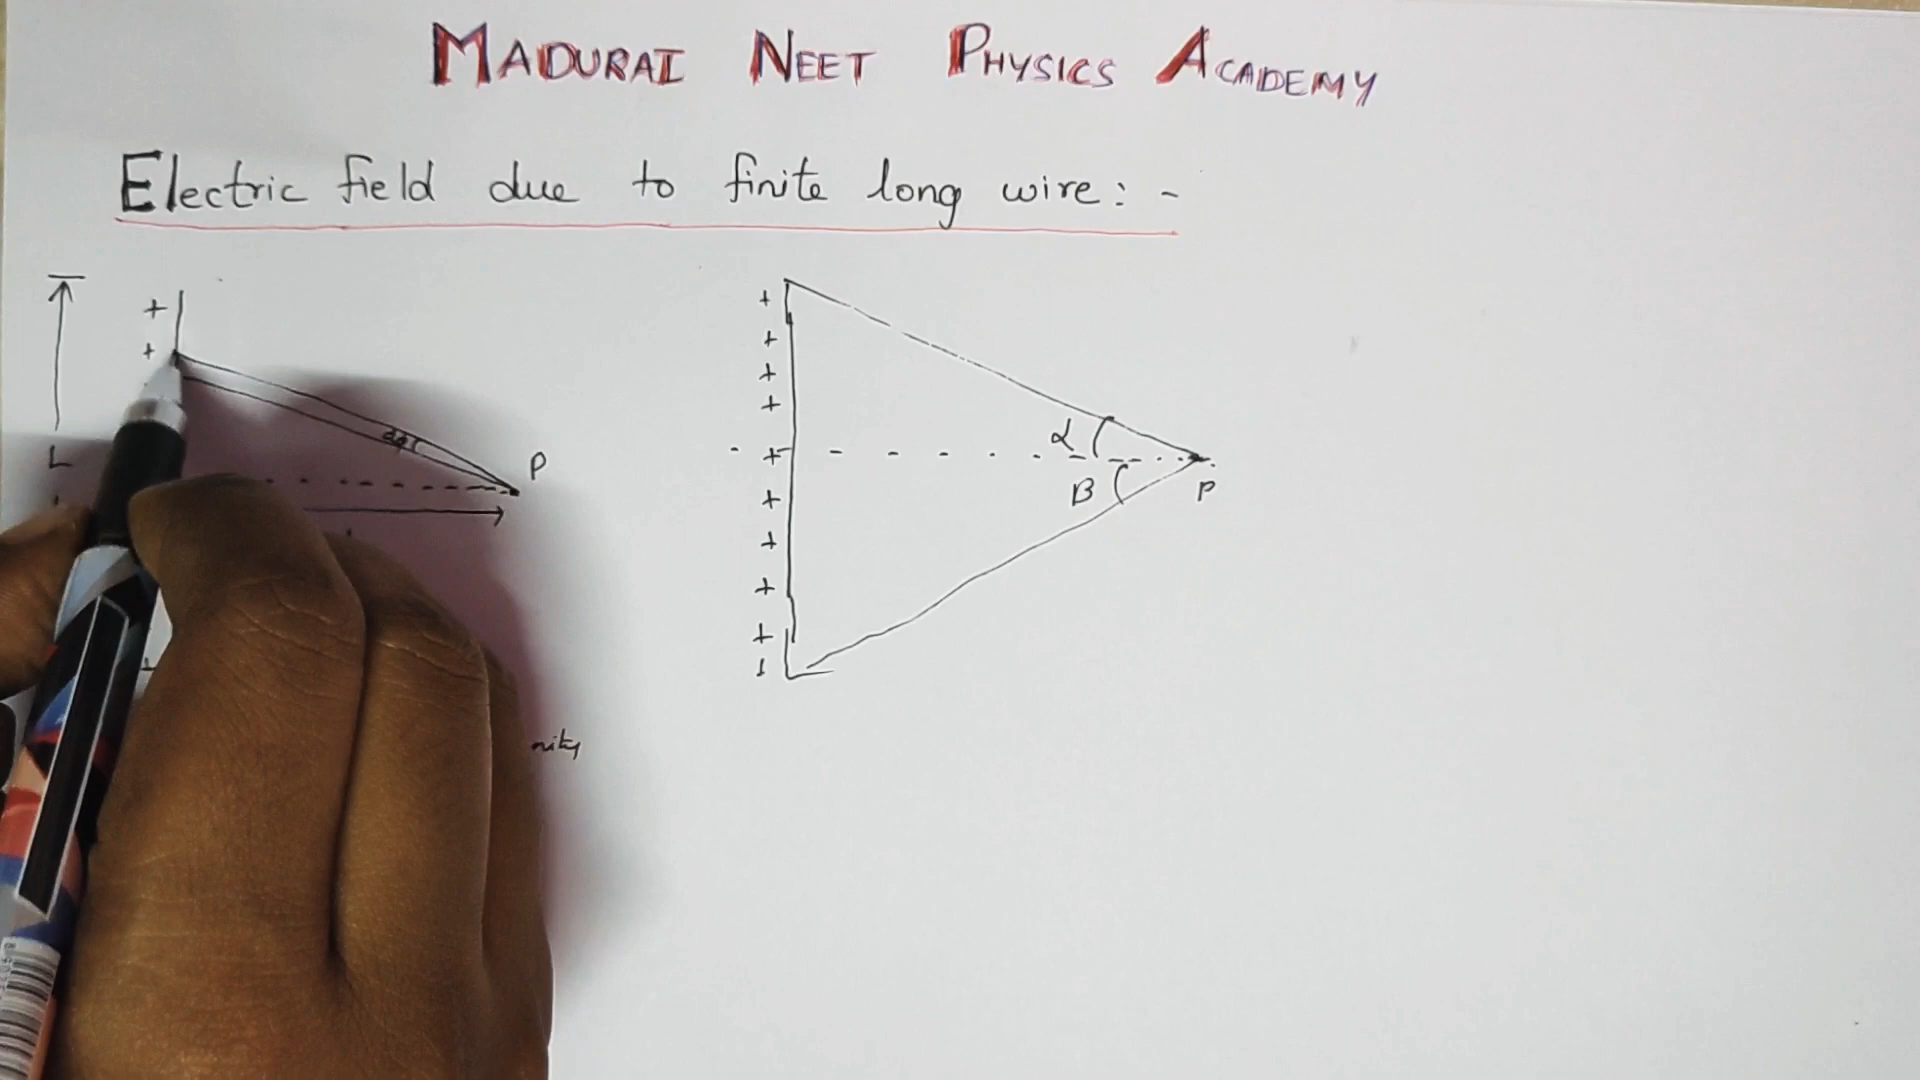 MADURAI NEET PHYSICS ACADEMY
Electric field due to finite long wire: -
+
+
L
P
+
+
+
+
+
+
+
+
+
α
β
P